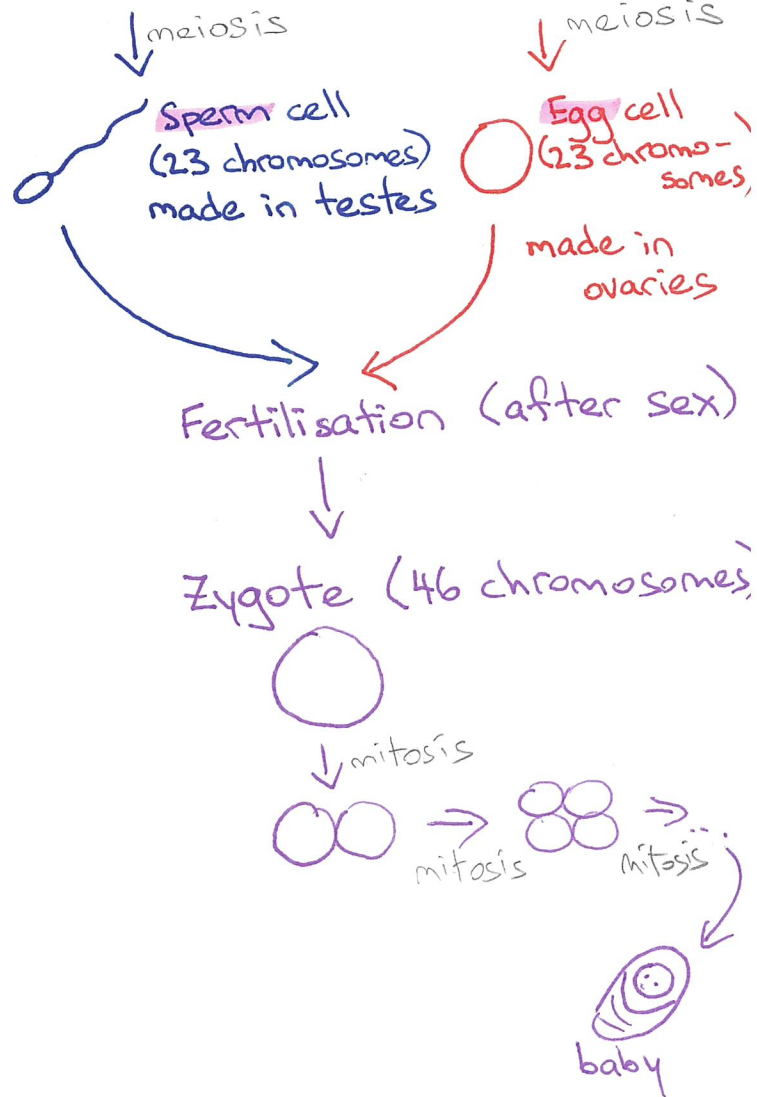 meiosis
meiosis
Sperm cell
(23 chromosomes)
made in testes
Egg cell
(23 chromo-
somes)
made in
ovaries
Fertilisation (after sex)
Zygote (46 chromosomes)
mitosis
mitosis
mitosis
baby